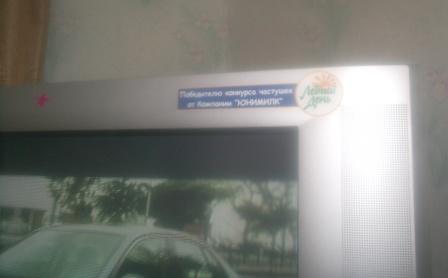 Победителю конкурса частушек
от Компании "ЮНИМИЛК"
Летний
день